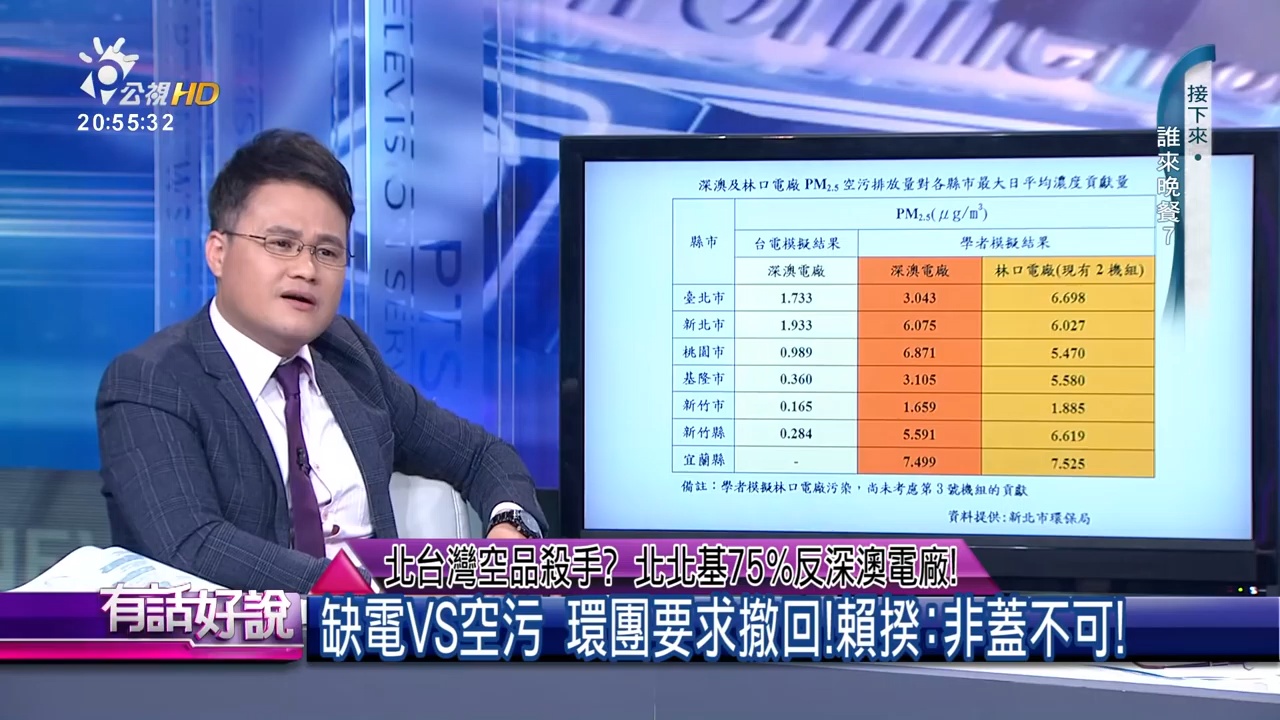 公視HD
20:55:32
接下來•
誰來晚餐7
TELEVISION SERV
PTS
深澳及林口電廠 PM2.5 空污排放量對各縣市最大日平均濃度貢獻量
縣市 PM2.5(μg/m³)
台電模擬結果 學者模擬結果
深澳電廠 深澳電廠 林口電廠(現有 2 機組)
臺北市 1.733 3.043 6.698
新北市 1.933 6.075 6.027
桃園市 0.989 6.871 5.470
基隆市 0.360 3.105 5.580
新竹市 0.165 1.659 1.885
新竹縣 0.284 5.591 6.619
宜蘭縣 - 7.499 7.525
備註：學者模擬林口電廠污染，尚未考慮第 3 號機組的貢獻
資料提供:新北市環保局
北台灣空品殺手? 北北基75%反深澳電廠!
有話好說!
缺電VS空污 環團要求撤回!賴揆:非蓋不可!